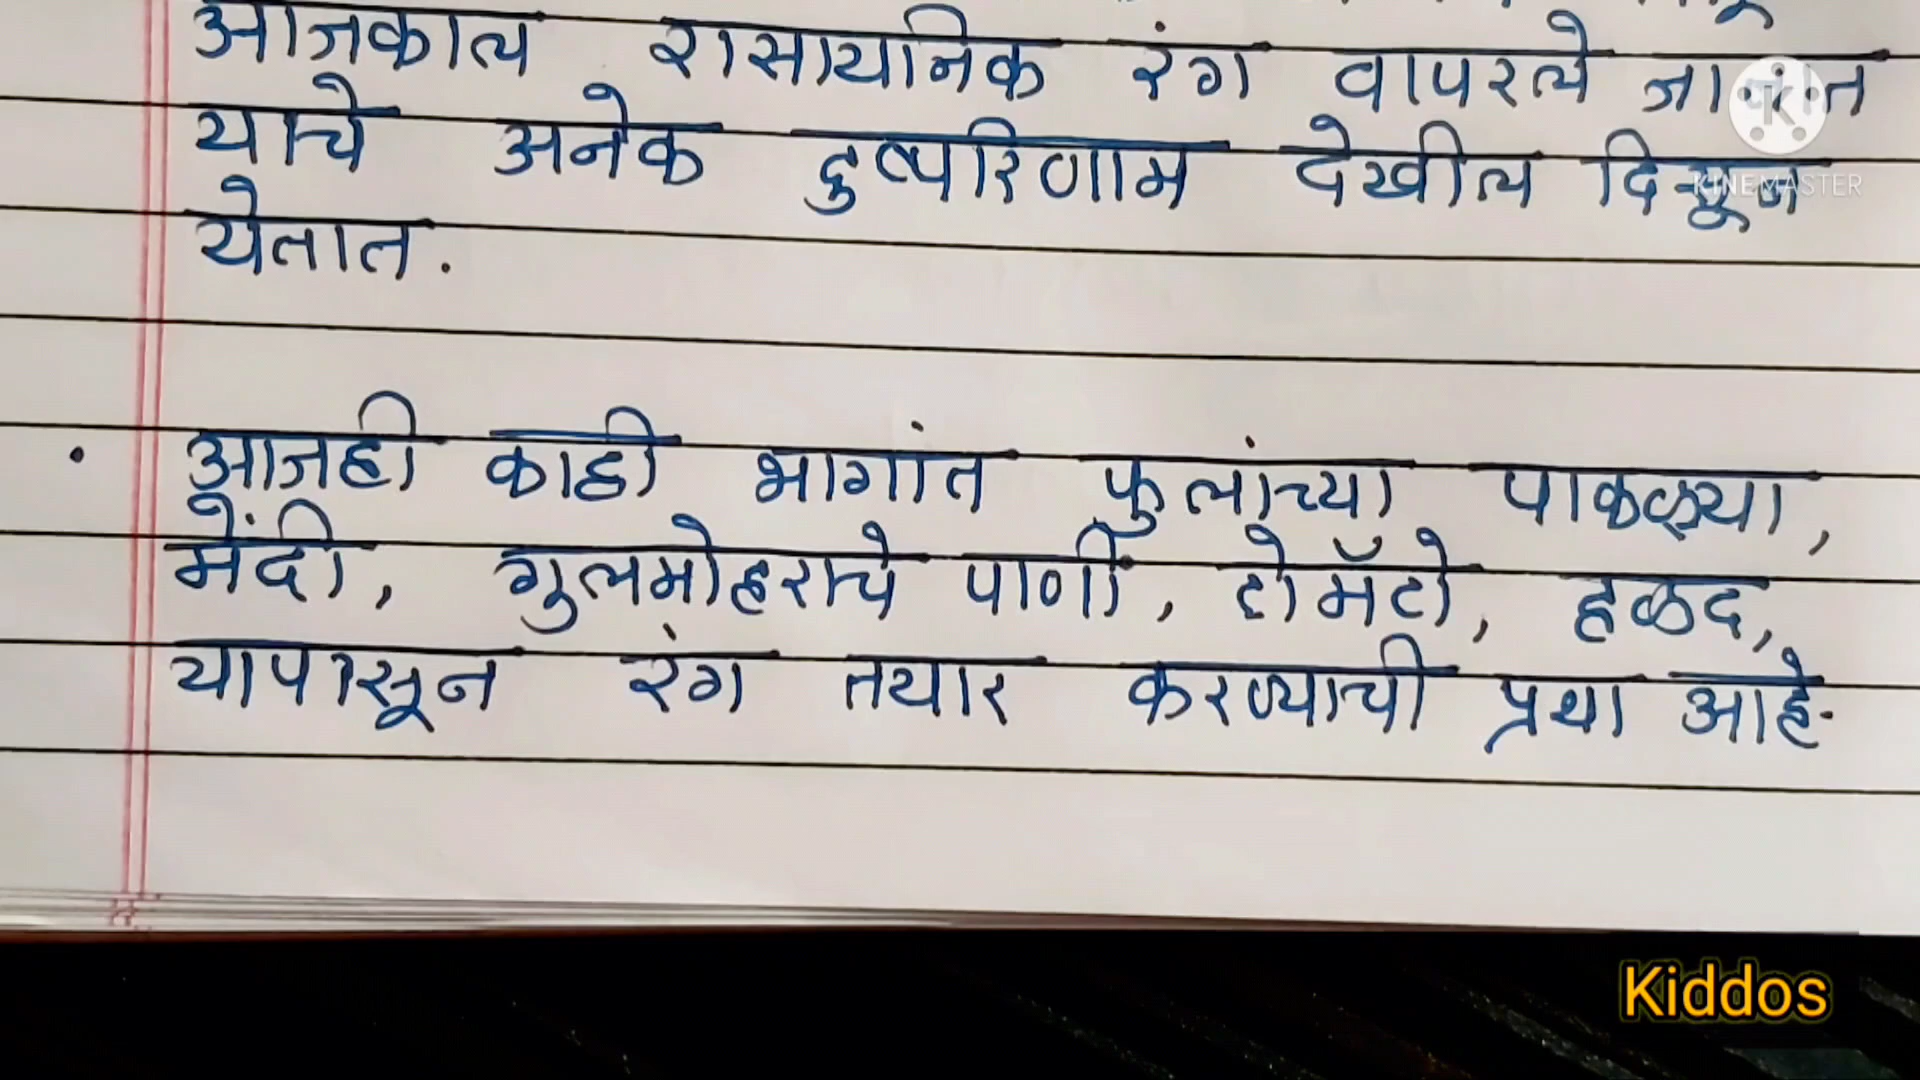 आजकाल रासायनिक रंग वापरले जातात
याचे अनेक दुष्परिणाम देखील दिसून
येतात.
KINEMASTER
• आजही काही भागांत फुलांच्या पाकळ्या,
मेंदी, गुलमोहराचे पाणी, टोमॅटो, हळद,
यापासून रंग तयार करण्याची प्रथा आहे.
Kiddos